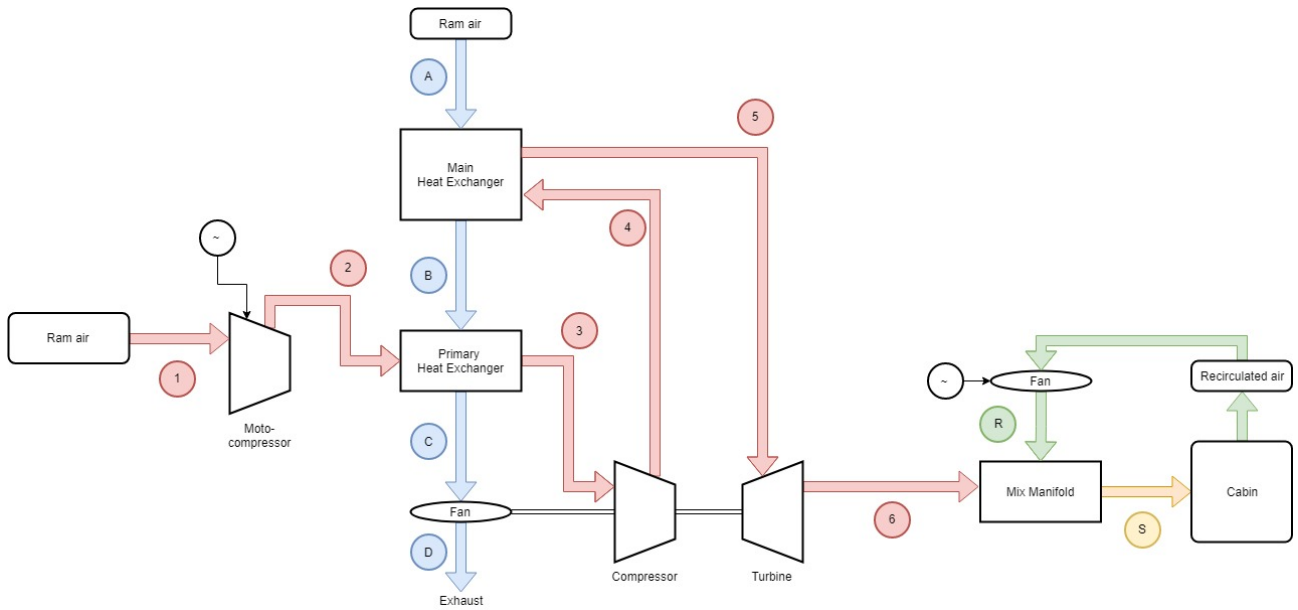 Ram air
A
5
Main
Heat Exchanger
4
~
2
B
3
Ram air
Primary
Heat Exchanger
1
Recirculated air
~
Fan
R
Moto-
compressor
C
Mix Manifold
Cabin
Fan
6
S
D
Compressor
Turbine
Exhaust